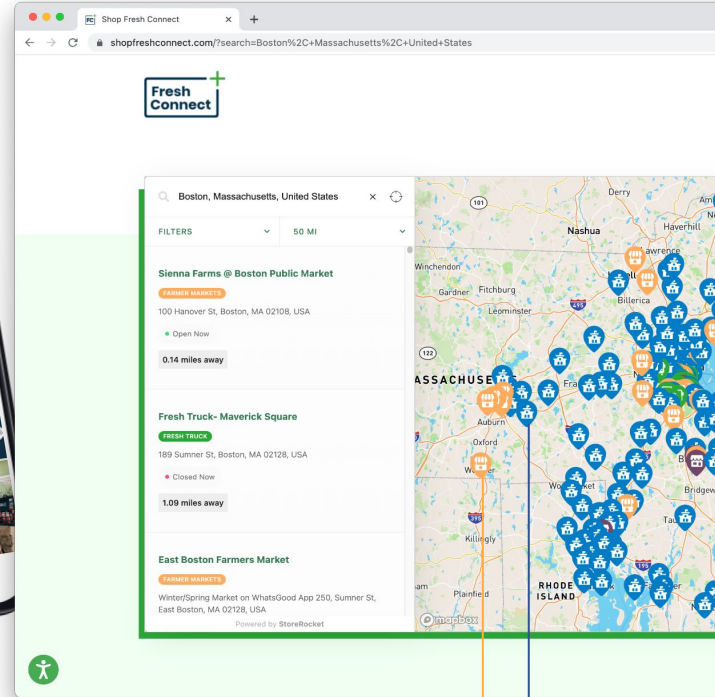 Shop Fresh Connect
shopfreshconnect.com/?search=Boston%2C+Massachusetts%2C+United+States
Fresh
Connect
Boston, Massachusetts, United States
FILTERS
50 MI
Sienna Farms @ Boston Public Market
FARMER MARKETS
100 Hanover St, Boston, MA 02108, USA
Open Now
0.14 miles away
Fresh Truck- Maverick Square
FRESH TRUCK
189 Sumner St, Boston, MA 02128, USA
Closed Now
1.09 miles away
East Boston Farmers Market
FARMER MARKETS
Winter/Spring Market on WhatsGood App 250, Sumner St,
East Boston, MA 02128, USA
Powered by StoreRocket
101
Derry
Nashua
Haverhill
Lawrence
Winchendon
Gardner
Fitchburg
Leominster
495
Billerica
122
Auburn
Oxford
395
Killingly
195
Plainfield
RHODE
ISLAND
mapbox